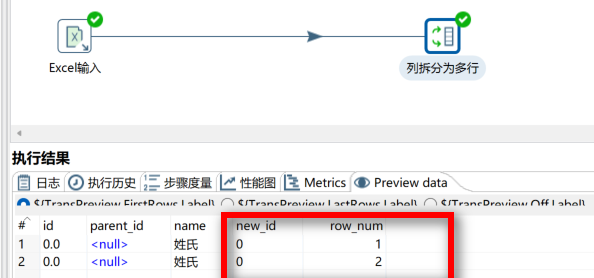 Excel输入
列拆分为多行
执行结果
日志 执行历史 步骤度量 性能图 Metrics Preview data
${TransPreview.FirstRows.Label} ${TransPreview.LastRows.Label} ${TransPreview.Off.Label}
# id parent_id name new_id row_num
1 0.0 <null> 姓氏 0 1
2 0.0 <null> 姓氏 0 2